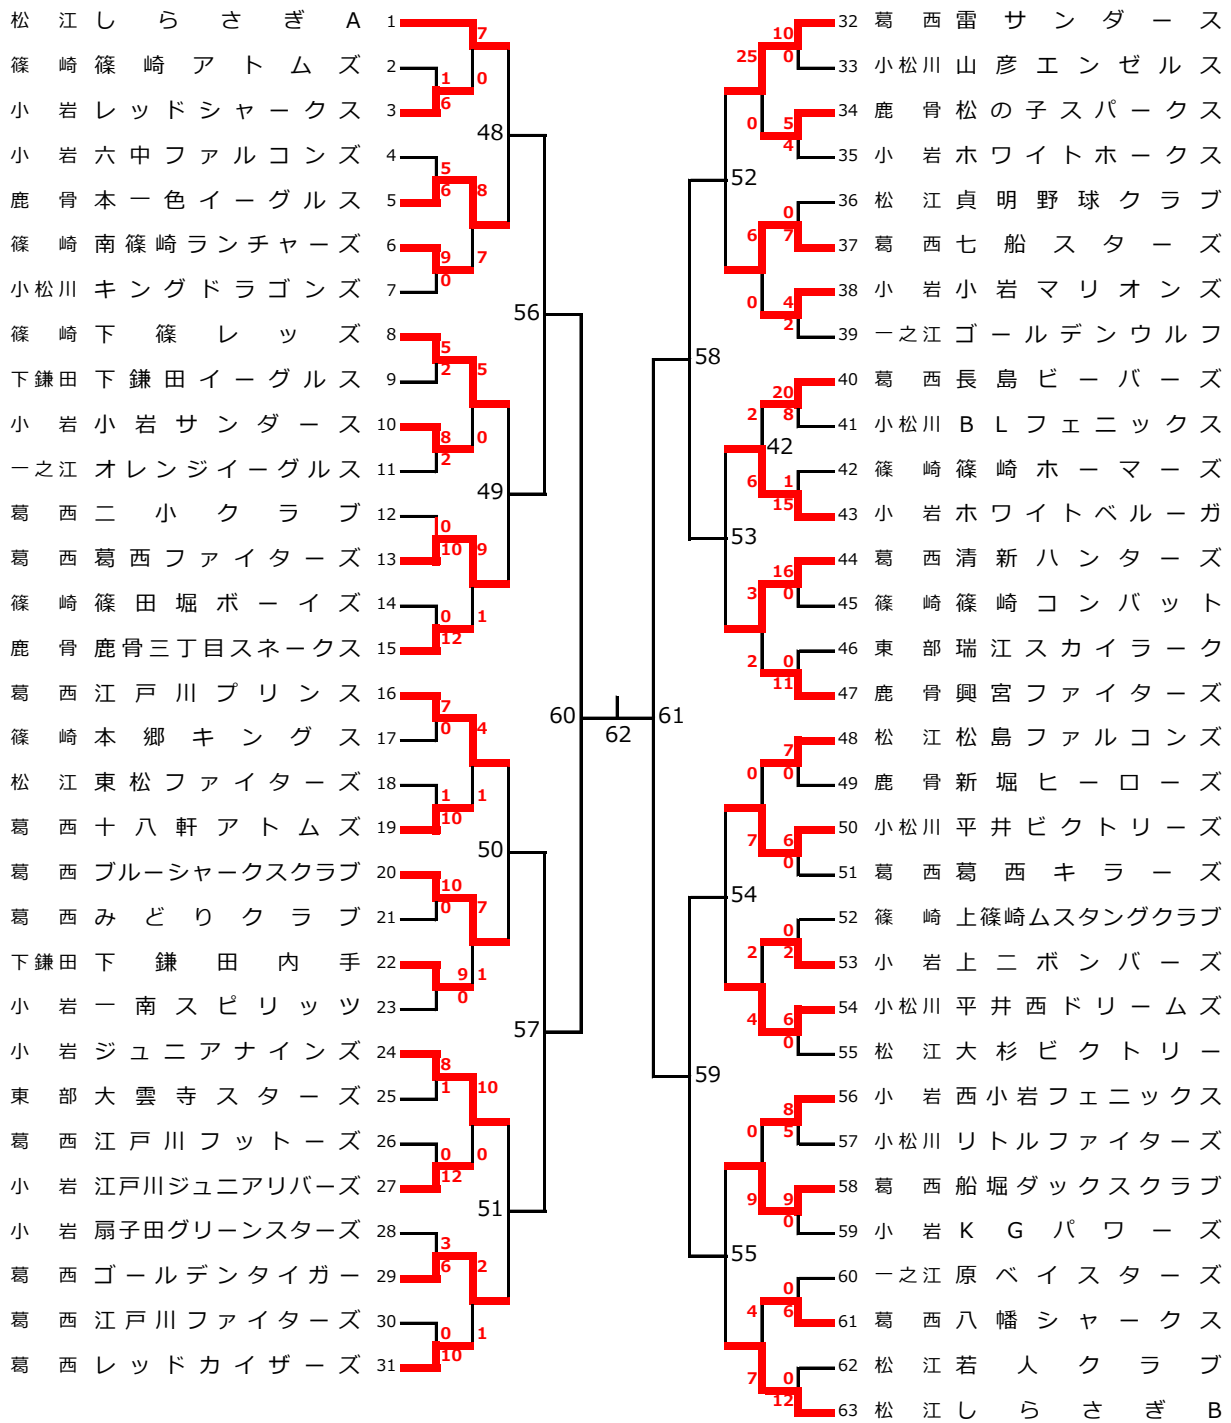 松江 しらさぎA 1
篠崎 篠崎アトムズ 2
小岩 レッドシャークス 3
小岩 六中ファルコンズ 4
鹿骨 本一色イーグルス 5
篠崎 南篠崎ランチャーズ 6
小松川 キングドラゴンズ 7
篠崎 下篠レッズ 8
下鎌田 下鎌田イーグルス 9
小岩 小岩サンダース 10
一之江 オレンジイーグルス 11
葛西 二小クラブ 12
葛西 葛西ファイターズ 13
篠崎 篠田堀ボーイズ 14
鹿骨 鹿骨三丁目スネークス 15
葛西 江戸川プリンス 16
篠崎 本郷キングス 17
松江 東松ファイターズ 18
葛西 十八軒アトムズ 19
葛西 ブルーシャークスクラブ 20
葛西 みどりクラブ 21
下鎌田 下鎌田内手 22
小岩 一南スピリッツ 23
小岩 ジュニアナインズ 24
東部 大雲寺スターズ 25
葛西 江戸川フットーズ 26
小岩 江戸川ジュニアリバーズ 27
小岩 扇子田グリーンスターズ 28
葛西 ゴールデンタイガー 29
葛西 江戸川ファイターズ 30
葛西 レッドカイザーズ 31
7
1 0
6
5
6 8
9 7
0
5
2 5
8 0
2
0
10 9
0 1
12
7
0 4
1 1
10
10
0 7
9 1
0
8
1 10
0 0
12
3
6 2
0 1
10
48
49
50
51
56
57
60
62
61
58
59
52
53
54
55
42
10
25 0
0 5
4
0
6 7
0 4
2
20
2 8
6 1
15
16
3 0
2 0
11
7
0 0
7 6
0
0
2 2
4 6
0
8
0 5
9 9
0
0
4 6
7 0
12
32 葛西 雷サンダース
33 小松川 山彦エンゼルス
34 鹿骨 松の子スパークス
35 小岩 ホワイトホークス
36 松江 貞明野球クラブ
37 葛西 七船スターズ
38 小岩 小岩マリオンズ
39 一之江 ゴールデンウルフ
40 葛西 長島ビーバーズ
41 小松川 BLフェニックス
42 篠崎 篠崎ホーマーズ
43 小岩 ホワイトベルーガ
44 葛西 清新ハンターズ
45 篠崎 篠崎コンバット
46 東部 瑞江スカイラーク
47 鹿骨 興宮ファイターズ
48 松江 松島ファルコンズ
49 鹿骨 新堀ヒーローズ
50 小松川 平井ビクトリーズ
51 葛西 葛西キラーズ
52 篠崎 上篠崎ムスタングクラブ
53 小岩 上ニボンバーズ
54 小松川 平井西ドリームズ
55 松江 大杉ビクトリー
56 小岩 西小岩フェニックス
57 小松川 リトルファイターズ
58 葛西 船堀ダックスクラブ
59 小岩 KGパワーズ
60 一之江 原ベイスターズ
61 葛西 八幡シャークス
62 松江 若人クラブ
63 松江 しらさぎB